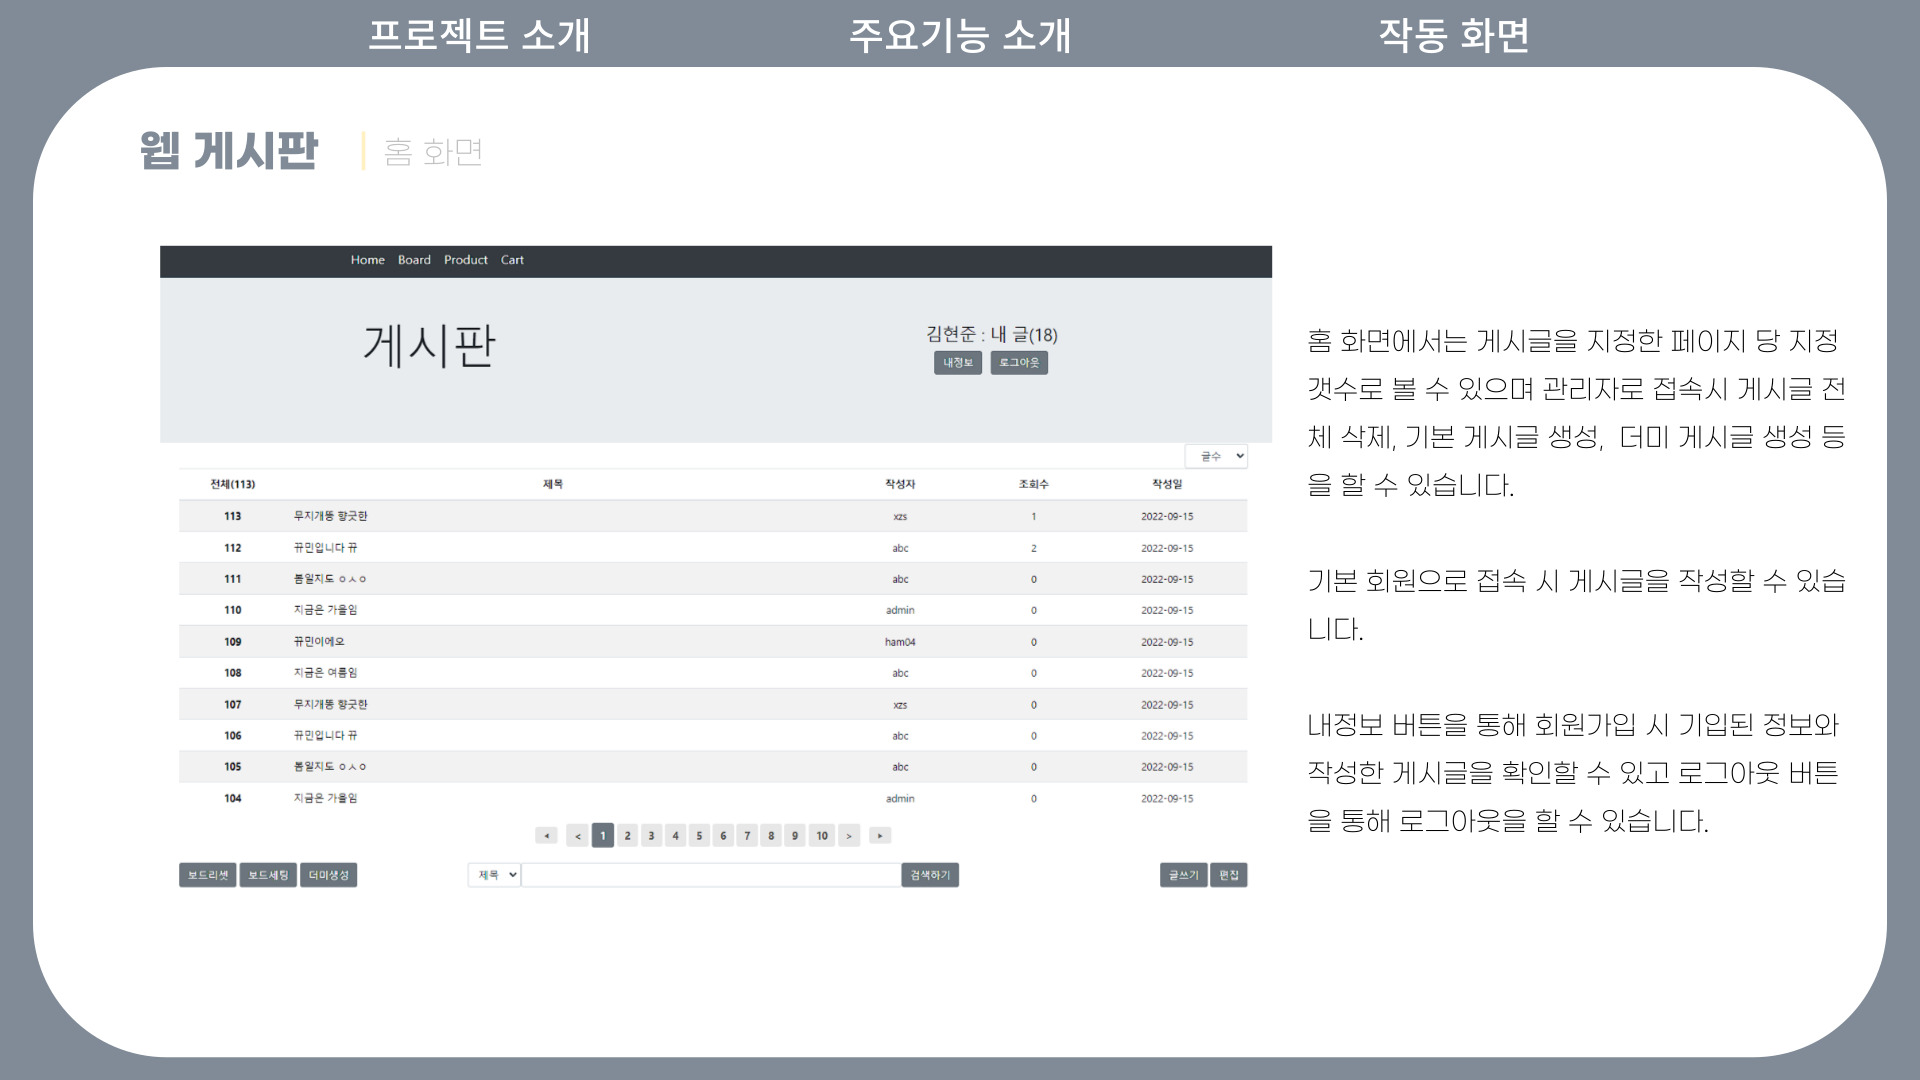 프로젝트 소개 주요기능 소개 작동 화면
웹 게시판 홈 화면
Home Board Product Cart
게시판
김현준 : 내 글(18)
내정보 로그아웃
글수
전체(113) 제목 작성자 조회수 작성일
113 무지개똥 향긋한 xzs 1 2022-09-15
112 뀨민입니다 뀨 abc 2 2022-09-15
111 봄일지도 ㅇㅅㅇ abc 0 2022-09-15
110 지금은 가을임 admin 0 2022-09-15
109 뀨민이에오 ham04 0 2022-09-15
108 지금은 여름임 abc 0 2022-09-15
107 무지개똥 향긋한 xzs 0 2022-09-15
106 뀨민입니다 뀨 abc 0 2022-09-15
105 봄일지도 ㅇㅅㅇ abc 0 2022-09-15
104 지금은 가을임 admin 0 2022-09-15
< 1 2 3 4 5 6 7 8 9 10 >
보드리셋 보드세팅 더미생성 제목 검색하기 글쓰기 편집
홈 화면에서는 게시글을 지정한 페이지 당 지정
갯수로 볼 수 있으며 관리자로 접속시 게시글 전
체 삭제, 기본 게시글 생성, 더미 게시글 생성 등
을 할 수 있습니다.
기본 회원으로 접속 시 게시글을 작성할 수 있습
니다.
내정보 버튼을 통해 회원가입 시 기입된 정보와
작성한 게시글을 확인할 수 있고 로그아웃 버튼
을 통해 로그아웃을 할 수 있습니다.